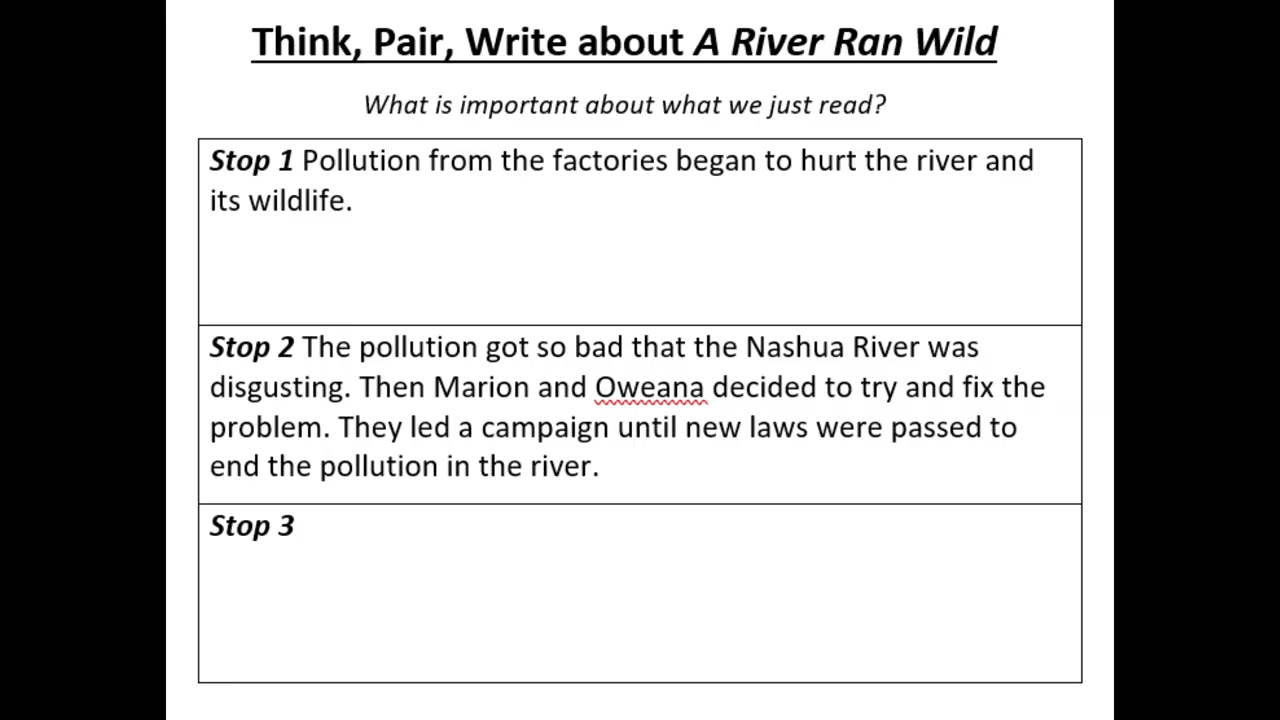 Think, Pair, Write about A River Ran Wild
What is important about what we just read?
Stop 1 Pollution from the factories began to hurt the river and
its wildlife.
Stop 2 The pollution got so bad that the Nashua River was
disgusting. Then Marion and Oweana decided to try and fix the
problem. They led a campaign until new laws were passed to
end the pollution in the river.
Stop 3